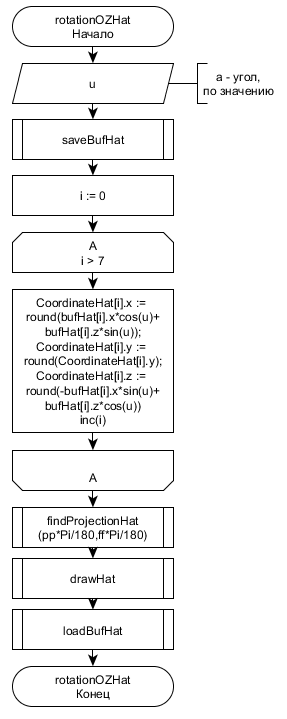 rotationOZHat
Начало
u
а - угол,
по значению
saveBufHat
i := 0
A
i > 7
CoordinateHat[i].x :=
round(bufHat[i].x*cos(u)+
bufHat[i].z*sin(u));
CoordinateHat[i].y :=
round(CoordinateHat[i].y);
CoordinateHat[i].z :=
round(-bufHat[i].x*sin(u)+
bufHat[i].z*cos(u))
inc(i)
A
findProjectionHat
(pp*Pi/180,ff*Pi/180)
drawHat
loadBufHat
rotationOZHat
Конец